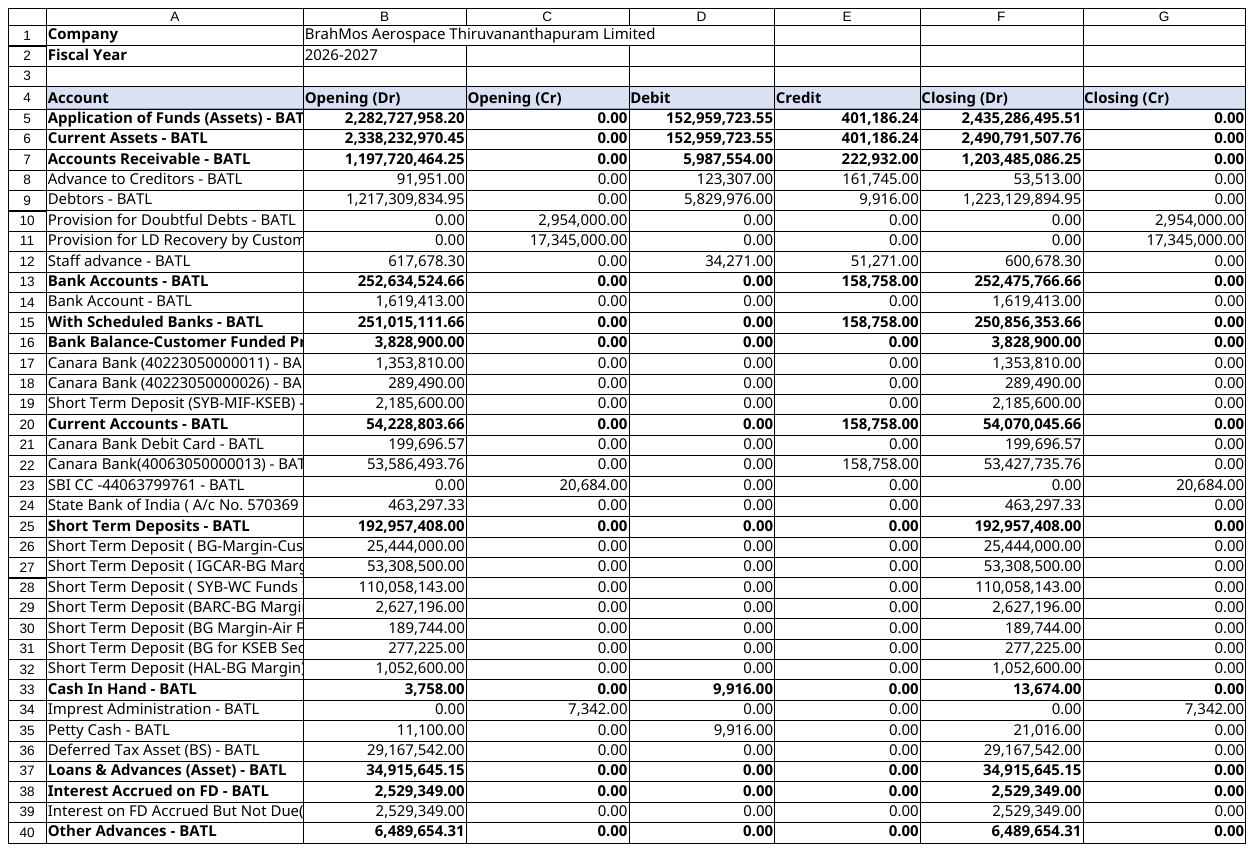 A B C D E F G
1 Company BrahMos Aerospace Thiruvananthapuram Limited
2 Fiscal Year 2026-2027
3
4 Account Opening (Dr) Opening (Cr) Debit Credit Closing (Dr) Closing (Cr)
5 Application of Funds (Assets) - BAT 2,282,727,958.20 0.00 152,959,723.55 401,186.24 2,435,286,495.51 0.00
6 Current Assets - BATL 2,338,232,970.45 0.00 152,959,723.55 401,186.24 2,490,791,507.76 0.00
7 Accounts Receivable - BATL 1,197,720,464.25 0.00 5,987,554.00 222,932.00 1,203,485,086.25 0.00
8 Advance to Creditors - BATL 91,951.00 0.00 123,307.00 161,745.00 53,513.00 0.00
9 Debtors - BATL 1,217,309,834.95 0.00 5,829,976.00 9,916.00 1,223,129,894.95 0.00
10 Provision for Doubtful Debts - BATL 0.00 2,954,000.00 0.00 0.00 0.00 2,954,000.00
11 Provision for LD Recovery by Custom 0.00 17,345,000.00 0.00 0.00 0.00 17,345,000.00
12 Staff advance - BATL 617,678.30 0.00 34,271.00 51,271.00 600,678.30 0.00
13 Bank Accounts - BATL 252,634,524.66 0.00 0.00 158,758.00 252,475,766.66 0.00
14 Bank Account - BATL 1,619,413.00 0.00 0.00 0.00 1,619,413.00 0.00
15 With Scheduled Banks - BATL 251,015,111.66 0.00 0.00 158,758.00 250,856,353.66 0.00
16 Bank Balance-Customer Funded Pr 3,828,900.00 0.00 0.00 0.00 3,828,900.00 0.00
17 Canara Bank (40223050000011) - BA 1,353,810.00 0.00 0.00 0.00 1,353,810.00 0.00
18 Canara Bank (40223050000026) - BA 289,490.00 0.00 0.00 0.00 289,490.00 0.00
19 Short Term Deposit (SYB-MIF-KSEB) - 2,185,600.00 0.00 0.00 0.00 2,185,600.00 0.00
20 Current Accounts - BATL 54,228,803.66 0.00 0.00 158,758.00 54,070,045.66 0.00
21 Canara Bank Debit Card - BATL 199,696.57 0.00 0.00 0.00 199,696.57 0.00
22 Canara Bank(40063050000013) - BAT 53,586,493.76 0.00 0.00 158,758.00 53,427,735.76 0.00
23 SBI CC -44063799761 - BATL 0.00 20,684.00 0.00 0.00 0.00 20,684.00
24 State Bank of India ( A/c No. 570369 463,297.33 0.00 0.00 0.00 463,297.33 0.00
25 Short Term Deposits - BATL 192,957,408.00 0.00 0.00 0.00 192,957,408.00 0.00
26 Short Term Deposit ( BG-Margin-Cus 25,444,000.00 0.00 0.00 0.00 25,444,000.00 0.00
27 Short Term Deposit ( IGCAR-BG Marg 53,308,500.00 0.00 0.00 0.00 53,308,500.00 0.00
28 Short Term Deposit ( SYB-WC Funds 110,058,143.00 0.00 0.00 0.00 110,058,143.00 0.00
29 Short Term Deposit (BARC-BG Margi 2,627,196.00 0.00 0.00 0.00 2,627,196.00 0.00
30 Short Term Deposit (BG Margin-Air F 189,744.00 0.00 0.00 0.00 189,744.00 0.00
31 Short Term Deposit (BG for KSEB Sec 277,225.00 0.00 0.00 0.00 277,225.00 0.00
32 Short Term Deposit (HAL-BG Margin) 1,052,600.00 0.00 0.00 0.00 1,052,600.00 0.00
33 Cash In Hand - BATL 3,758.00 0.00 9,916.00 0.00 13,674.00 0.00
34 Imprest Administration - BATL 0.00 7,342.00 0.00 0.00 0.00 7,342.00
35 Petty Cash - BATL 11,100.00 0.00 9,916.00 0.00 21,016.00 0.00
36 Deferred Tax Asset (BS) - BATL 29,167,542.00 0.00 0.00 0.00 29,167,542.00 0.00
37 Loans & Advances (Asset) - BATL 34,915,645.15 0.00 0.00 0.00 34,915,645.15 0.00
38 Interest Accrued on FD - BATL 2,529,349.00 0.00 0.00 0.00 2,529,349.00 0.00
39 Interest on FD Accrued But Not Due( 2,529,349.00 0.00 0.00 0.00 2,529,349.00 0.00
40 Other Advances - BATL 6,489,654.31 0.00 0.00 0.00 6,489,654.31 0.00